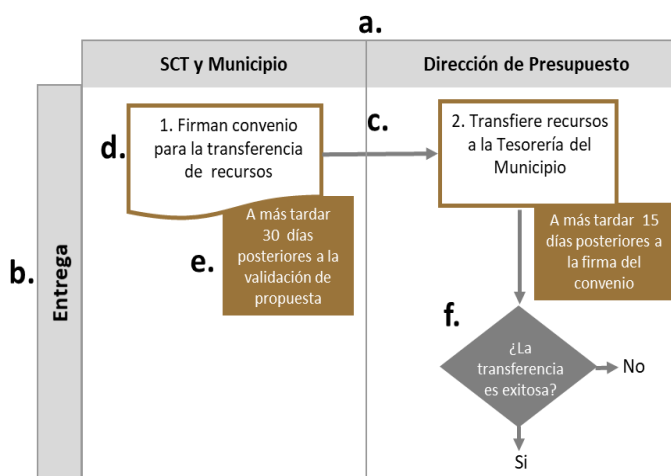 a.
SCT y Municipio
Dirección de Presupuesto
b.
Entrega
d.
1. Firman convenio
para la transferencia
de recursos
c.
2. Transfiere recursos
a la Tesorería del
Municipio
e.
A más tardar
30 días
posteriores a la
validación de
propuesta
A más tardar 15
días posteriores a
la firma del
convenio
f.
¿La
transferencia
es exitosa?
No
Si